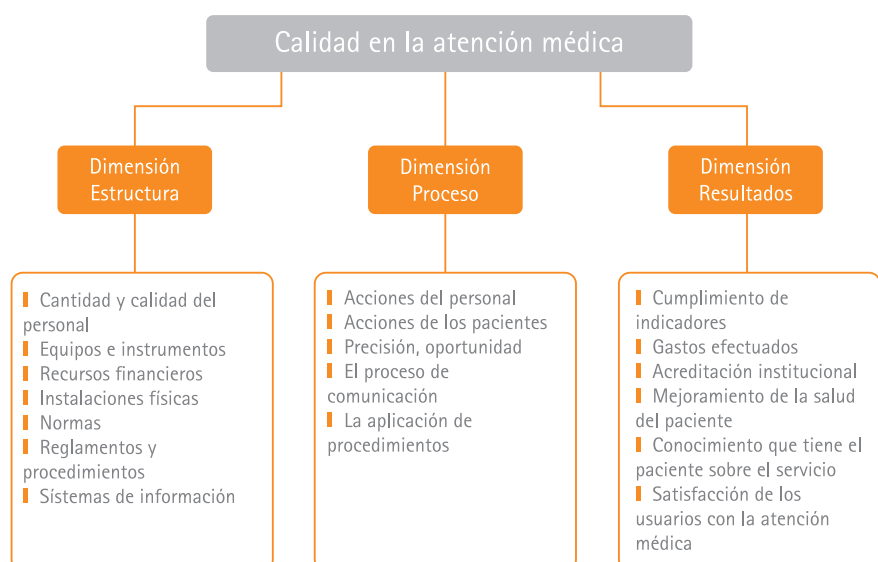 Calidad en la atención médica
Dimensión
Estructura
Cantidad y calidad del
personal
Equipos e instrumentos
Recursos financieros
Instalaciones físicas
Normas
Reglamentos y
procedimientos
Sístemas de información
Dimensión
Proceso
Acciones del personal
Acciones de los pacientes
Precisión, oportunidad
El proceso de
comunicación
La aplicación de
procedimientos
Dimensión
Resultados
Cumplimiento de
indicadores
Gastos efectuados
Acreditación institucional
Mejoramiento de la salud
del paciente
Conocimiento que tiene el
paciente sobre el servicio
Satisfacción de los
usuarios con la atención
médica